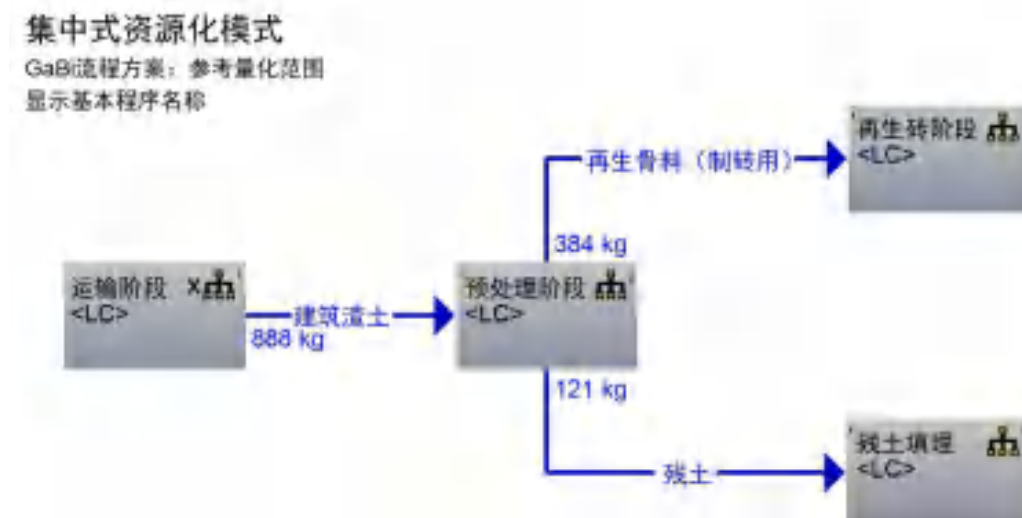 集中式资源化模式
GaBi流程方案：参考量化范围
显示基本程序名称
再生砖阶段
<LC>
再生骨料（制转用）
384 kg
运输阶段 X
<LC>
建筑渣土
888 kg
预处理阶段
<LC>
121 kg
残土
残土填埋
<LC>